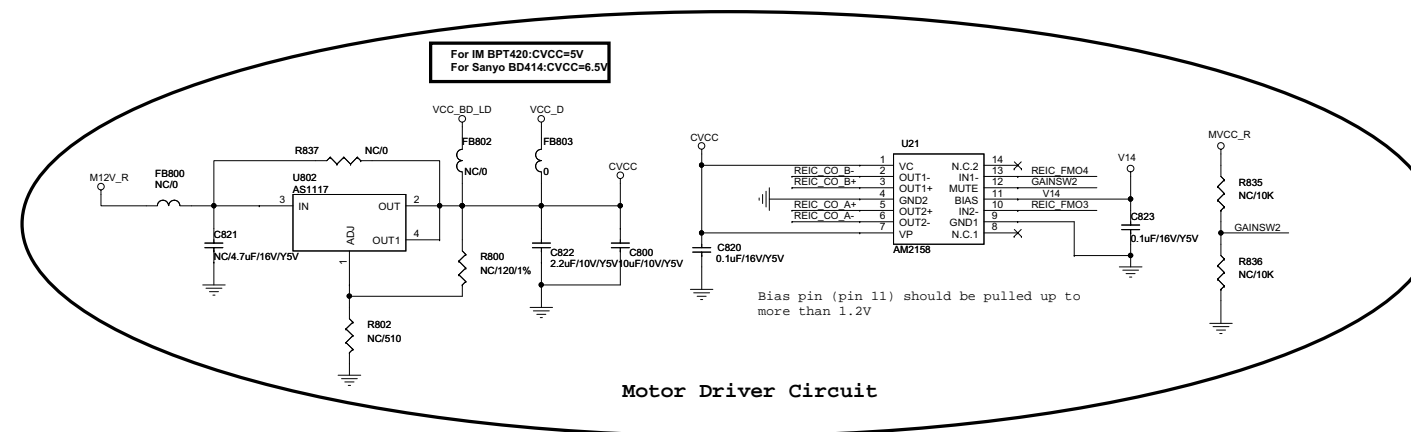 For IM BPT420:CVCC=5V
For Sanyo BD414:CVCC=6.5V
VCC_BD_LD
VCC_D
M12V_R
FB800
NC/0
R837
NC/0
U802
AS1117
IN
3
OUT
2
OUT1
4
ADJ
1
FB802
NC/0
FB803
0
CVCC
C821
NC/4.7uF/16V/Y5V
R800
NC/120/1%
C822
2.2uF/10V/Y5V
C800
10uF/10V/Y5V
R802
NC/510
CVCC
U21
1 VC N.C.2 14
REIC_CO_B- 2 OUT1- IN1- 13 REIC_FMO4
REIC_CO_B+ 3 OUT1+ MUTE 12 GAINSW2
4 GND2 BIAS 11 V14
REIC_CO_A+ 5 OUT2+ IN2- 10 REIC_FMO3
REIC_CO_A- 6 OUT2- GND1 9
7 VP N.C.1 8
AM2158
C820
0.1uF/16V/Y5V
V14
C823
0.1uF/16V/Y5V
MVCC_R
R835
NC/10K
GAINSW2
R836
NC/10K
Bias pin (pin 11) should be pulled up to
more than 1.2V
Motor Driver Circuit